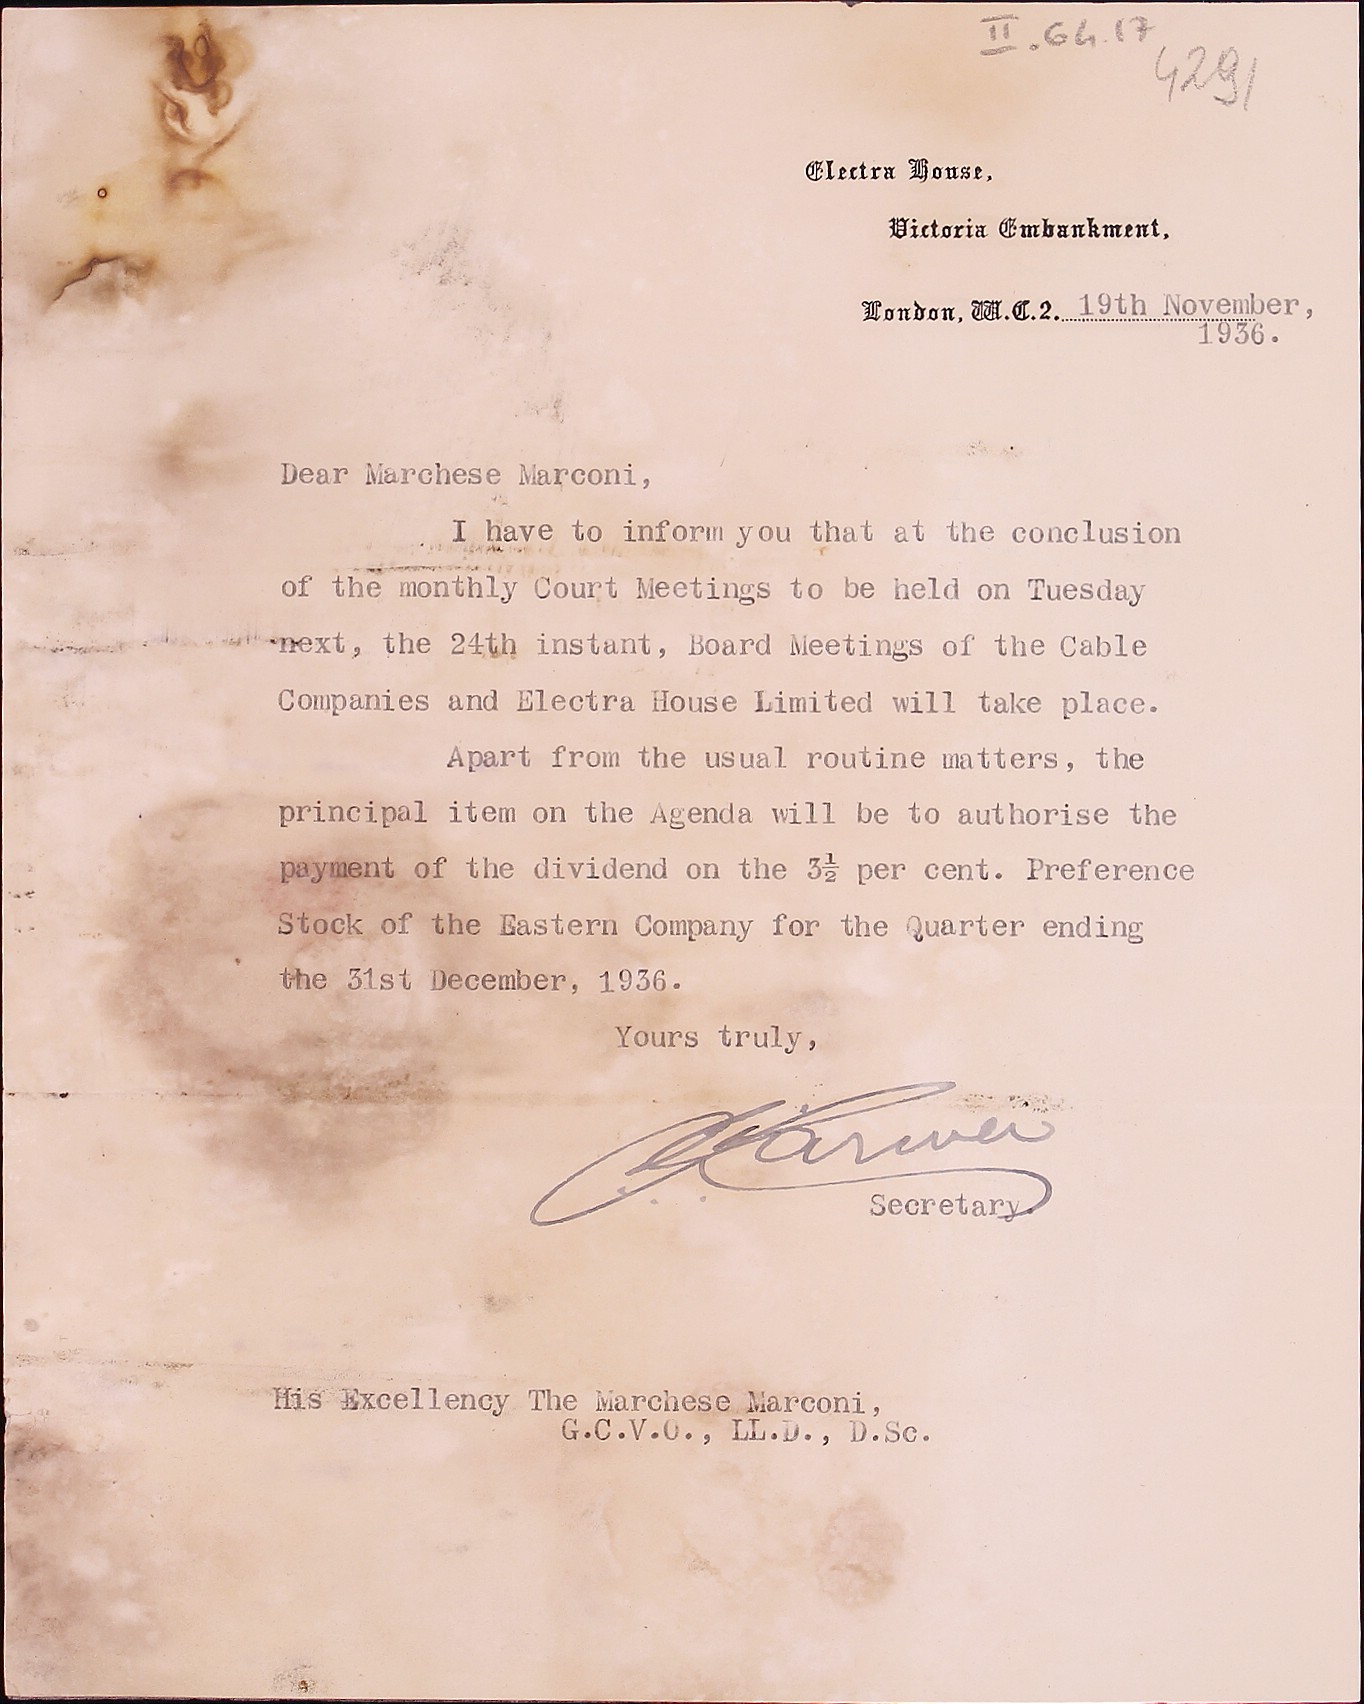 II.64.17
4291
Electra House,
Victoria Embankment,
London, W.C.2. 19th November,
1936.
Dear Marchese Marconi,
I have to inform you that at the conclusion
of the monthly Court Meetings to be held on Tuesday
next, the 24th instant, Board Meetings of the Cable
Companies and Electra House Limited will take place.
Apart from the usual routine matters, the
principal item on the Agenda will be to authorise the
payment of the dividend on the 3½ per cent. Preference
Stock of the Eastern Company for the Quarter ending
the 31st December, 1936.
Yours truly,
Secretary.
His Excellency The Marchese Marconi,
G.C.V.O., LL.D., D.Sc.